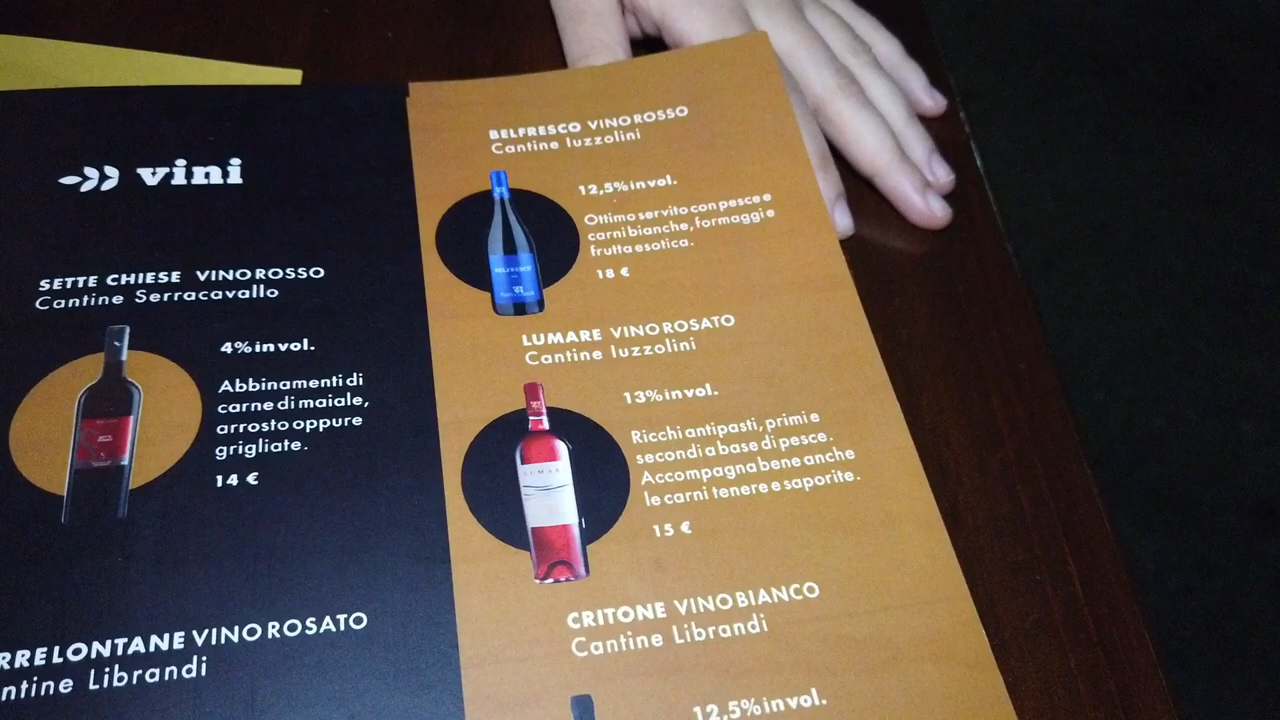 vini
SETTE CHIESE VINO ROSSO
Cantine Serracavallo
4% in vol.
Abbinamenti di
carne di maiale,
arrosto oppure
grigliate.
14 €
RRELONTANE VINO ROSATO
ntine Librandi
BELFRESCO VINO ROSSO
Cantine Iuzzolini
12,5% in vol.
Ottimo servito con pesce e
carni bianche, formaggi e
frutta esotica.
18 €
BELFRESCO
LUMARE VINO ROSATO
Cantine Iuzzolini
13% in vol.
Ricchi antipasti, primi e
secondi a base di pesce.
Accompagna bene anche
le carni tenere e saporite.
15 €
CRITONE VINO BIANCO
Cantine Librandi
12,5% in vol.